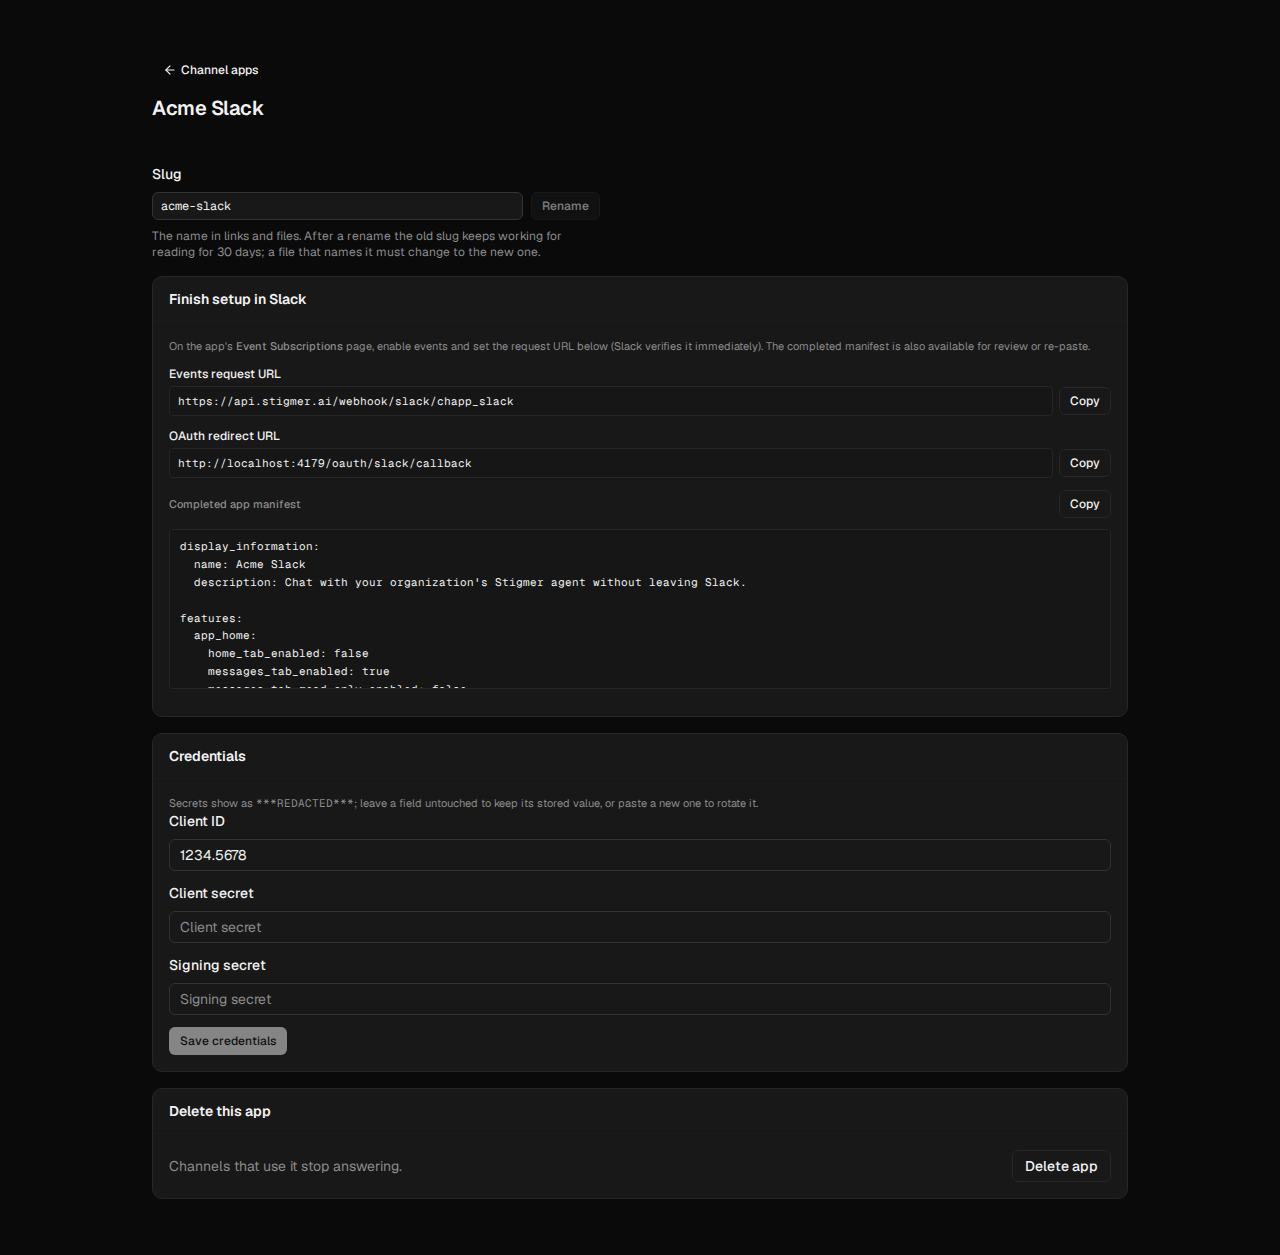 Channel apps
Acme Slack
Slug
acme-slack
Rename
The name in links and files. After a rename the old slug keeps working for
reading for 30 days; a file that names it must change to the new one.
Finish setup in Slack
On the app's Event Subscriptions page, enable events and set the request URL below (Slack verifies it immediately). The completed manifest is also available for review or re-paste.
Events request URL
https://api.stigmer.ai/webhook/slack/chapp_slack
Copy
OAuth redirect URL
http://localhost:4179/oauth/slack/callback
Copy
Completed app manifest
Copy
display_information:
  name: Acme Slack
  description: Chat with your organization's Stigmer agent without leaving Slack.

features:
  app_home:
    home_tab_enabled: false
    messages_tab_enabled: true
    messages_tab_read_only_enabled: false
Credentials
Secrets show as ***REDACTED***; leave a field untouched to keep its stored value, or paste a new one to rotate it.
Client ID
1234.5678
Client secret
Client secret
Signing secret
Signing secret
Save credentials
Delete this app
Channels that use it stop answering.
Delete app